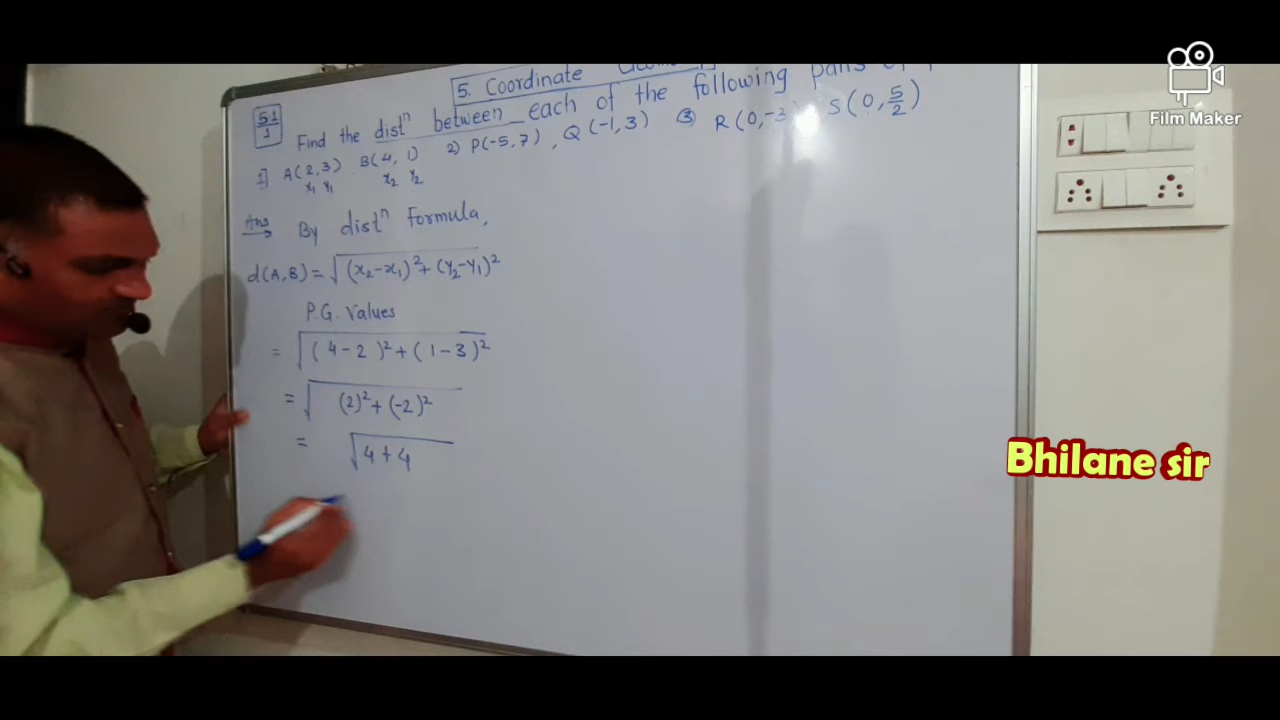 5. Coordinate
5.1/1 Find the distⁿ between each of the following pairs of
1] A(2,3) B(4, 1) 2) P(-5,7), Q(-1,3) ③ R(0,-3) S(0, 5/2)
x₁ y₁ x₂ y₂
Ans
By distⁿ formula,
d(A,B) = √(x₂-x₁)²+(y₂-y₁)²
P.G. Values
= √(4-2)²+(1-3)²
= √(2)²+(-2)²
= √4+4
Film Maker
Bhilane sir